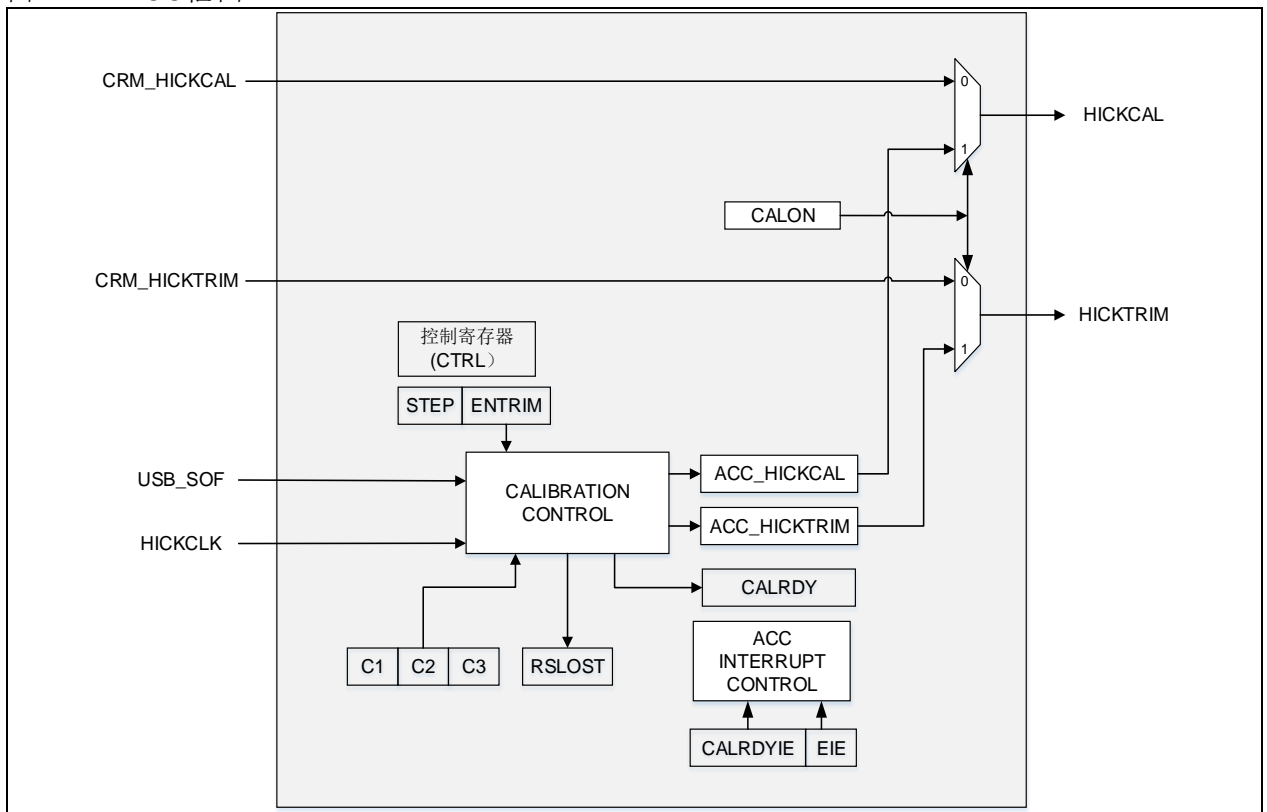 CRM_HICKCAL
0
HICKCAL
1
CALON
CRM_HICKTRIM
0
HICKTRIM
1
控制寄存器
(CTRL）
STEP ENTRIM
USB_SOF
CALIBRATION
CONTROL
ACC_HICKCAL
HICKCLK
ACC_HICKTRIM
CALRDY
C1 C2 C3
RSLOST
ACC
INTERRUPT
CONTROL
CALRDYIE EIE